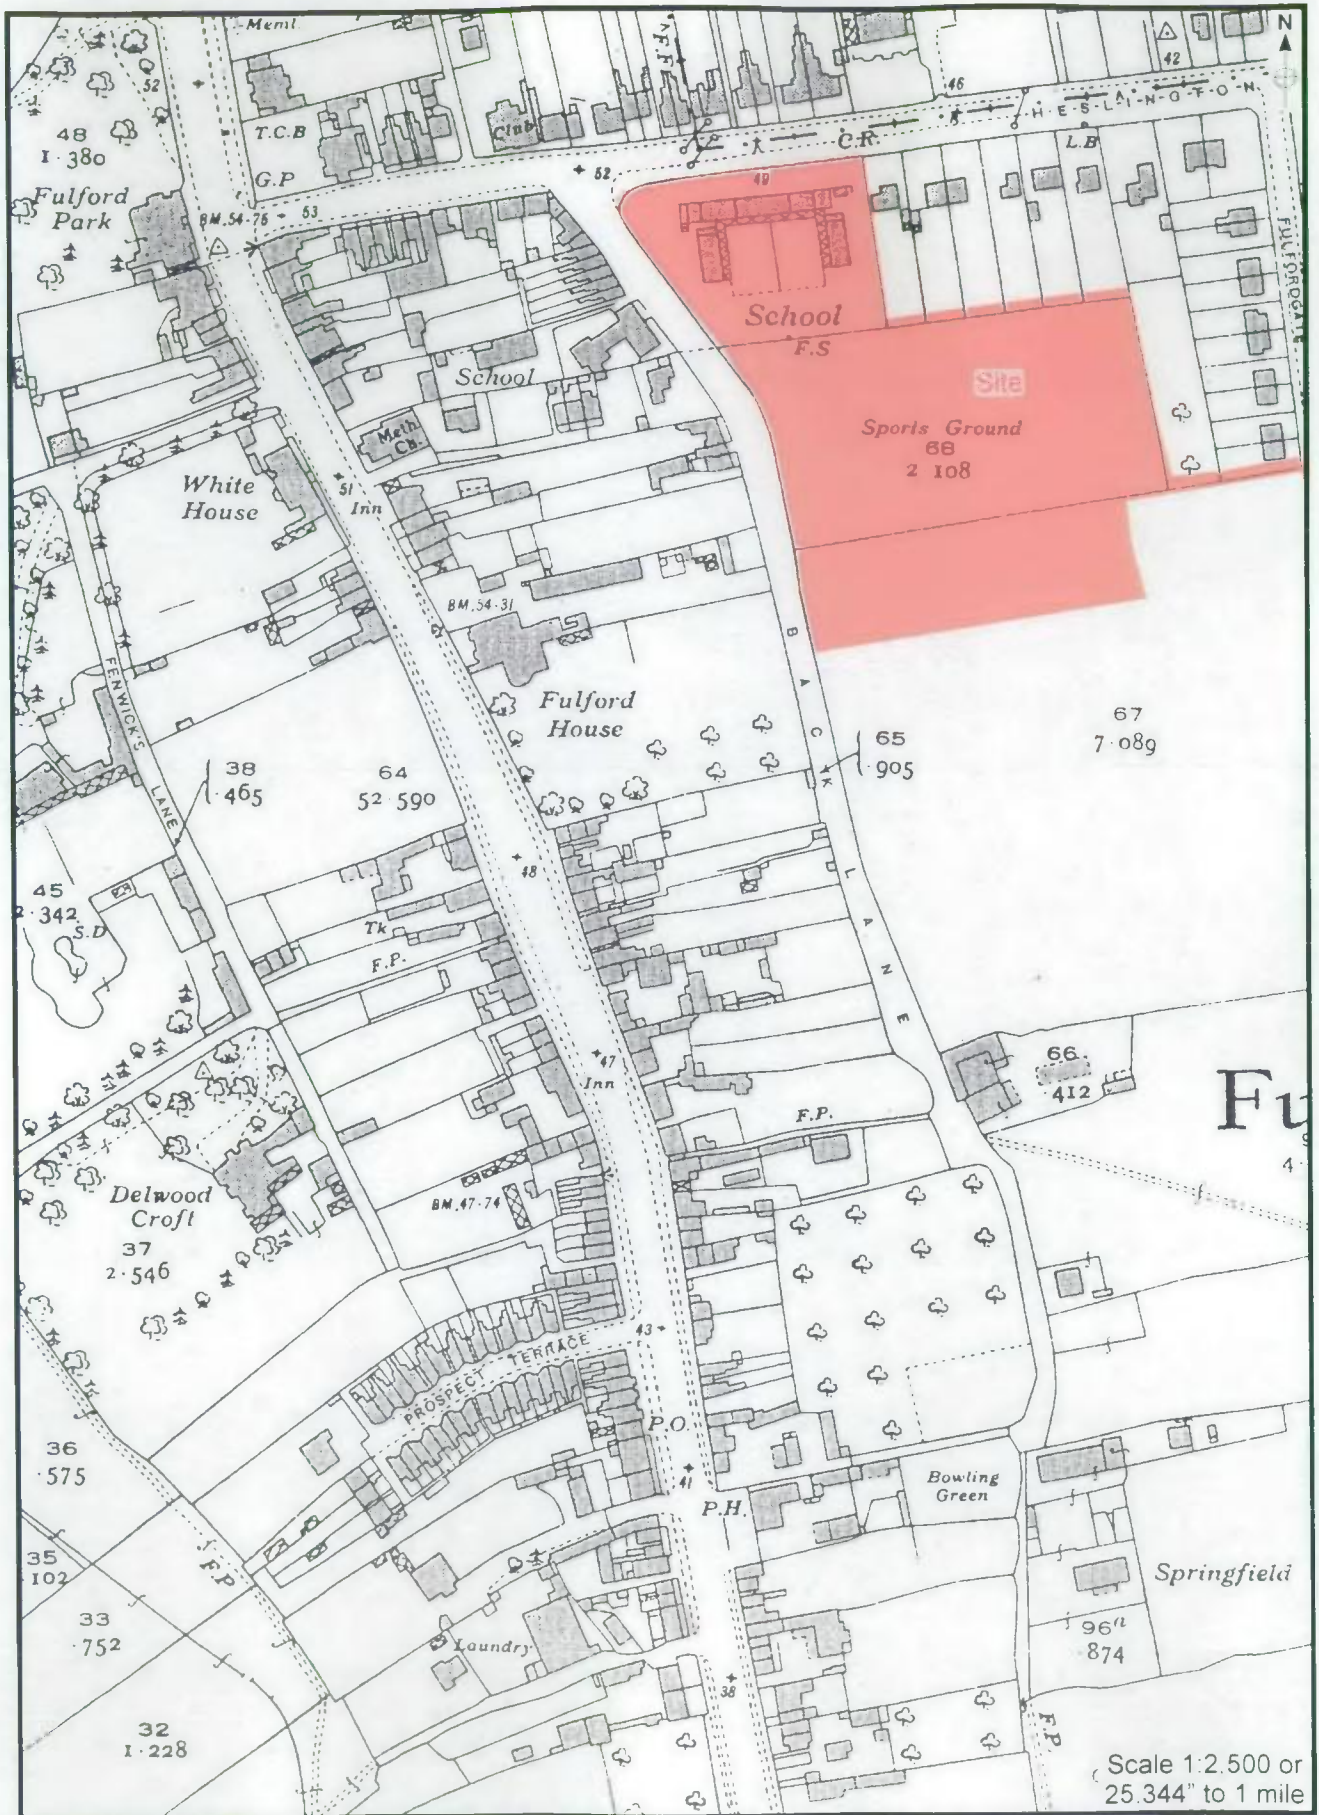 Meml.
N
52
F.F.
42
46
48
1·380
T.C.B
Club
HESLINGTON
C.R.
L.B
G.P
52
49
Fulford
Park
BM.54·76
53
FULFORDGATE
School
F.S
School
Site
Meth.
Ch.
Sports Ground
68
2·108
White
House
51
Inn
BM.54·31
BACK LANE
FENWICK'S LANE
Fulford
House
67
7·089
65
·905
38
·465
64
52·590
48
45
2·342
S.D
Tk
F.P.
47
Inn
66
·412
Fu
F.P.
4
Delwood
Croft
BM.47·74
37
2·546
43
PROSPECT TERRACE
P.O.
36
·575
41
Bowling
Green
P.H.
35
·102
F.P.
Springfield
33
·752
96a
·874
Laundry
38
32
1·228
F.P.
Scale 1:2,500 or
25.344" to 1 mile